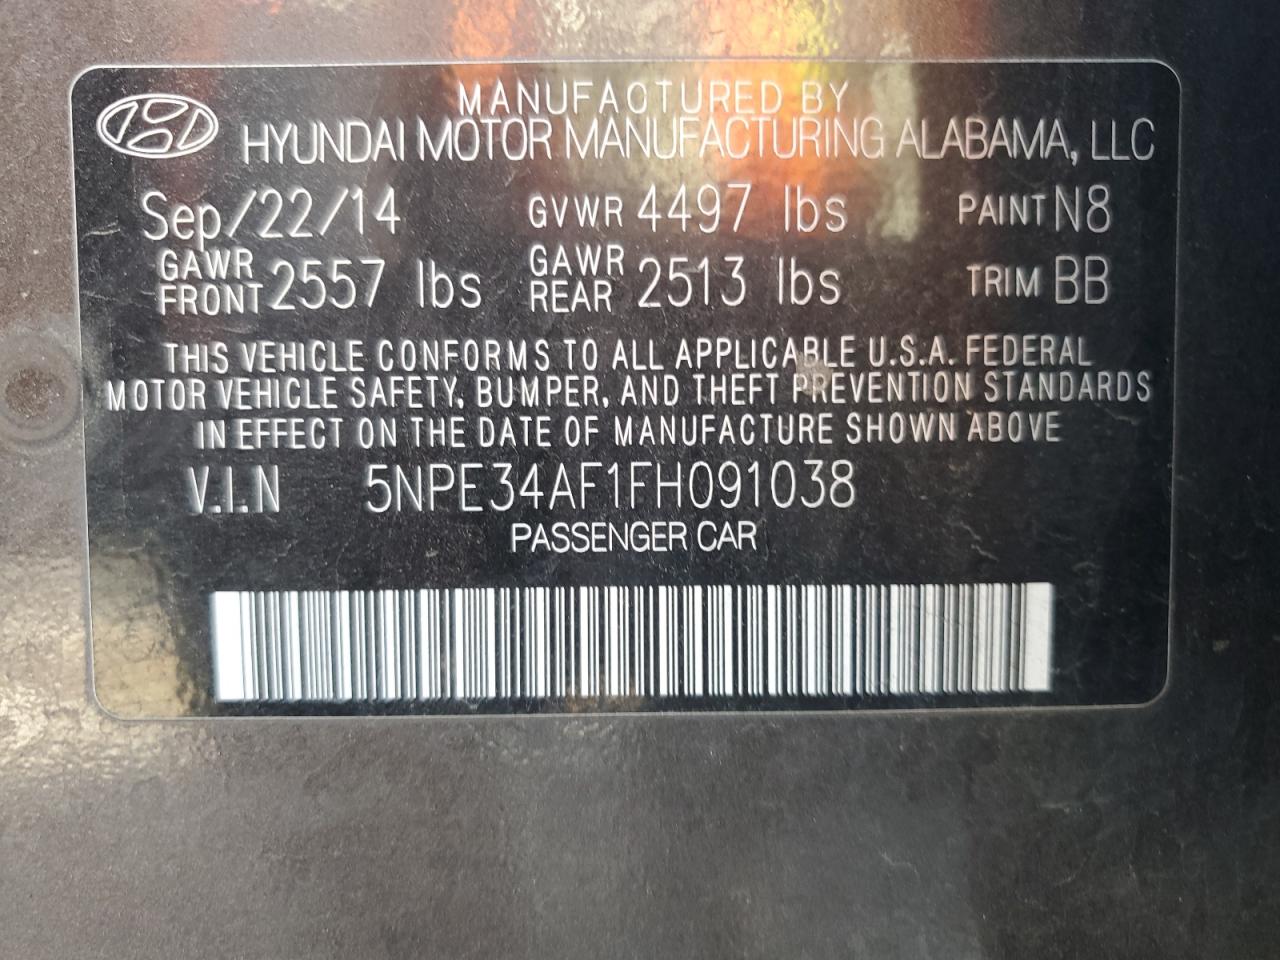 MANUFACTURED BY
HYUNDAI MOTOR MANUFACTURING ALABAMA, LLC
Sep/22/14 GVWR 4497 lbs PAINT N8
GAWR FRONT 2557 lbs GAWR REAR 2513 lbs TRIM BB
THIS VEHICLE CONFORMS TO ALL APPLICABLE U.S.A. FEDERAL
MOTOR VEHICLE SAFETY, BUMPER, AND THEFT PREVENTION STANDARDS
IN EFFECT ON THE DATE OF MANUFACTURE SHOWN ABOVE
V.I.N 5NPE34AF1FH091038
PASSENGER CAR